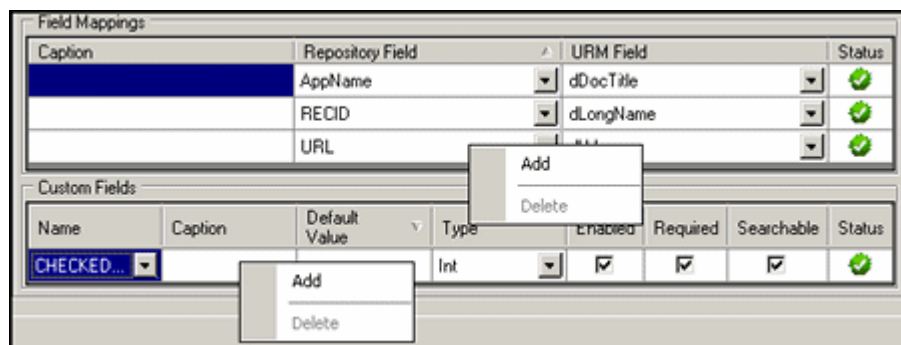 Field Mappings
Caption Repository Field URM Field Status
AppName dDocTitle
RECID dLongName
URL
Add
Delete
Custom Fields
Name Caption Default Value Type Enabled Required Searchable Status
CHECKED... Int
Add
Delete